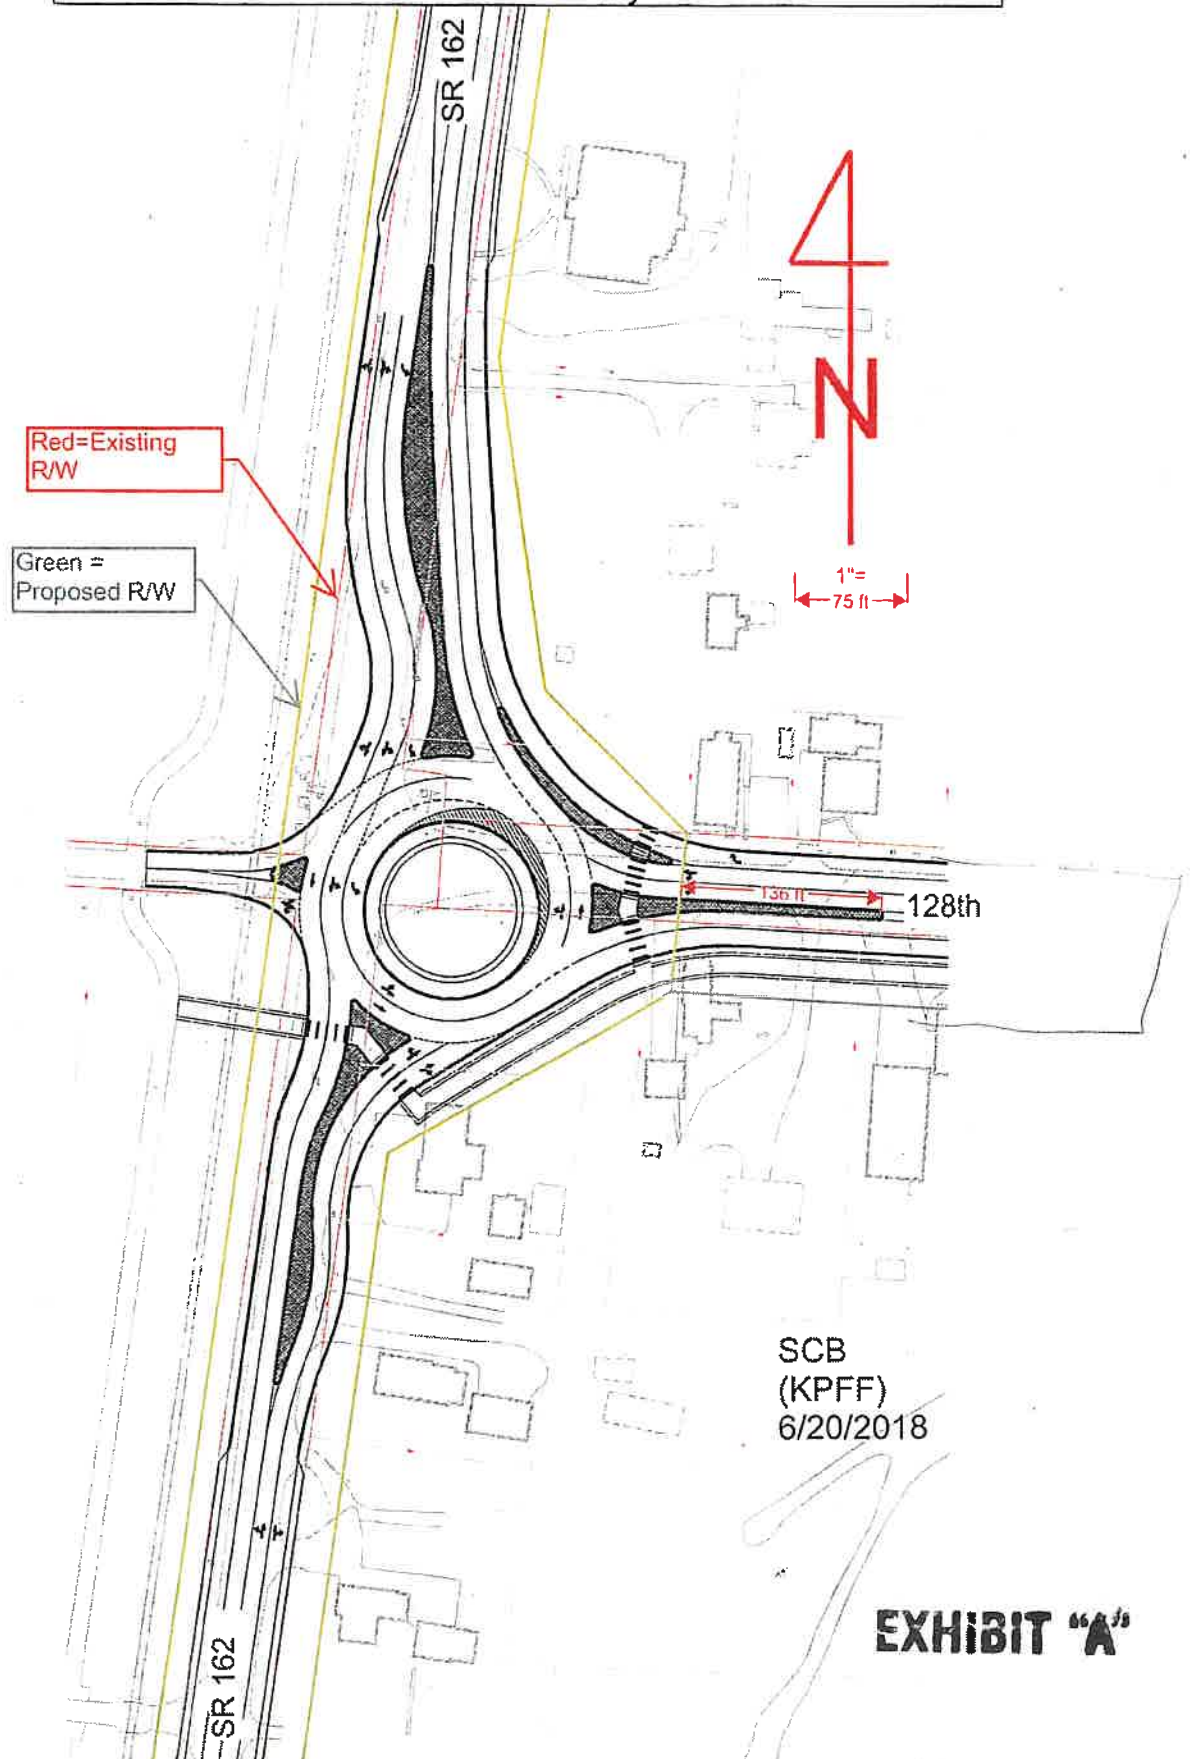 SR 162
N
Red=Existing
R/W
Green =
Proposed R/W
1"=
75 ft
136 ft
128th
SCB
(KPFF)
6/20/2018
EXHIBIT "A"
SR 162